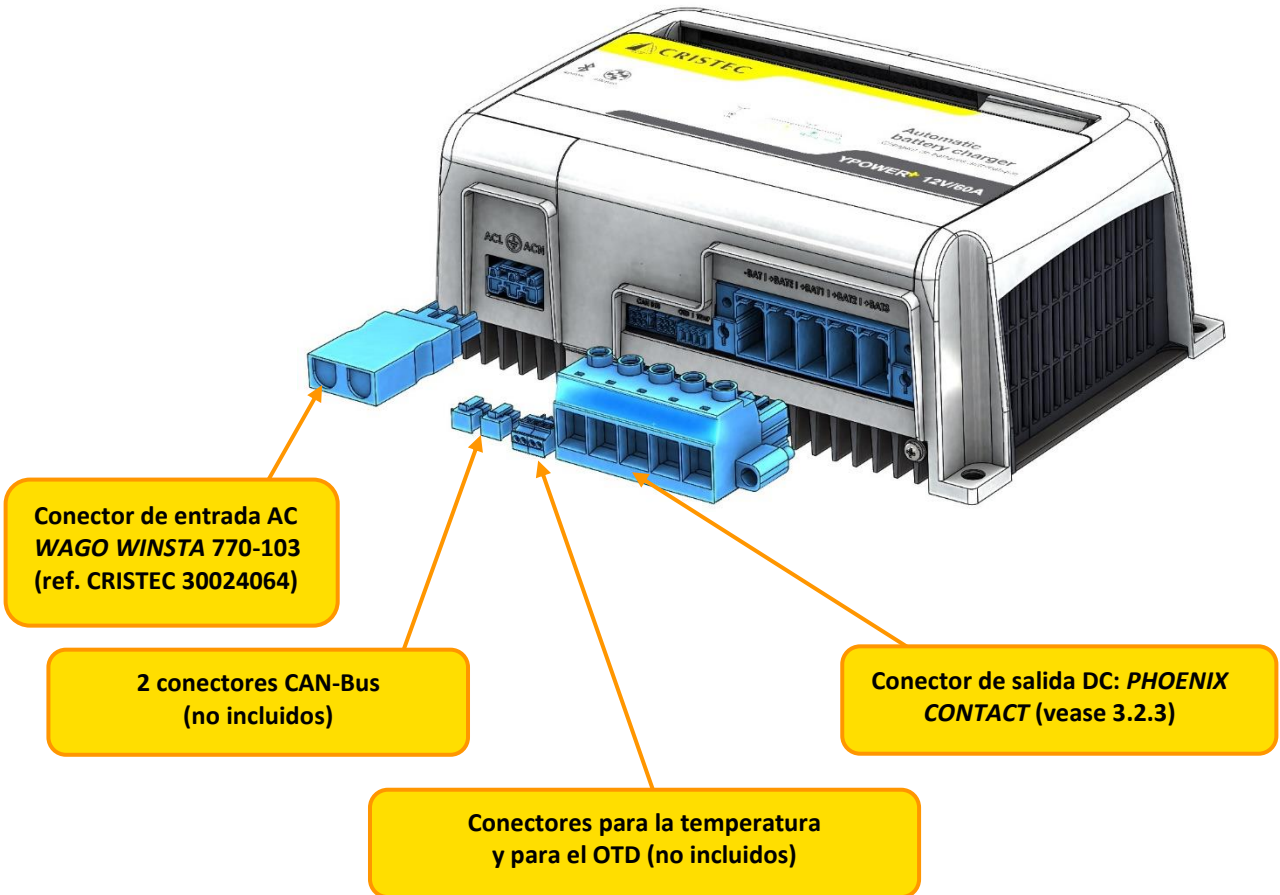 CRISTEC
Automatic
battery charger
YPOWER+ 12V/60A
ACL ACN
CAN BUS
-BAT
+BAT1
+BAT2
+BAT3
Conector de entrada AC
WAGO WINSTA 770-103
(ref. CRISTEC 30024064)
2 conectores CAN-Bus
(no incluidos)
Conector de salida DC: PHOENIX
CONTACT (vease 3.2.3)
Conectores para la temperatura
y para el OTD (no incluidos)